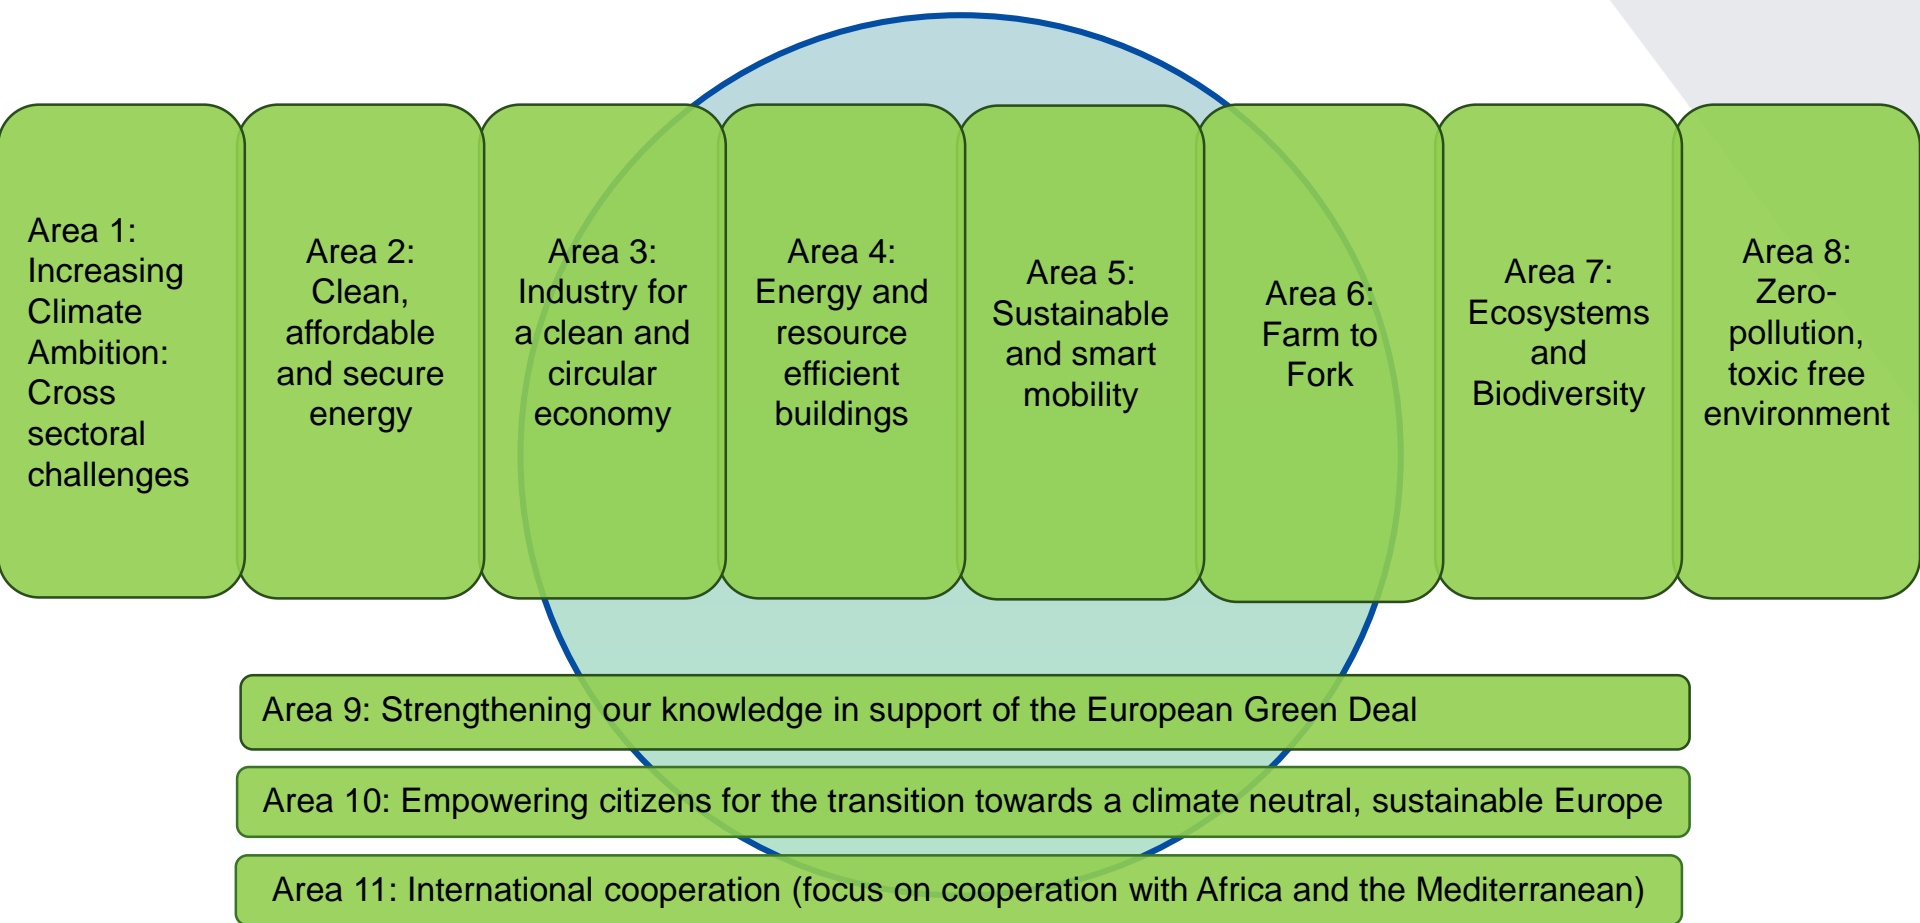 Area 1:
Increasing
Climate
Ambition:
Cross
sectoral
challenges
Area 2:
Clean,
affordable
and secure
energy
Area 3:
Industry for
a clean and
circular
economy
Area 4:
Energy and
resource
efficient
buildings
Area 5:
Sustainable
and smart
mobility
Area 6:
Farm to
Fork
Area 7:
Ecosystems
and
Biodiversity
Area 8:
Zero-
pollution,
toxic free
environment
Area 9: Strengthening our knowledge in support of the European Green Deal
Area 10: Empowering citizens for the transition towards a climate neutral, sustainable Europe
Area 11: International cooperation (focus on cooperation with Africa and the Mediterranean)